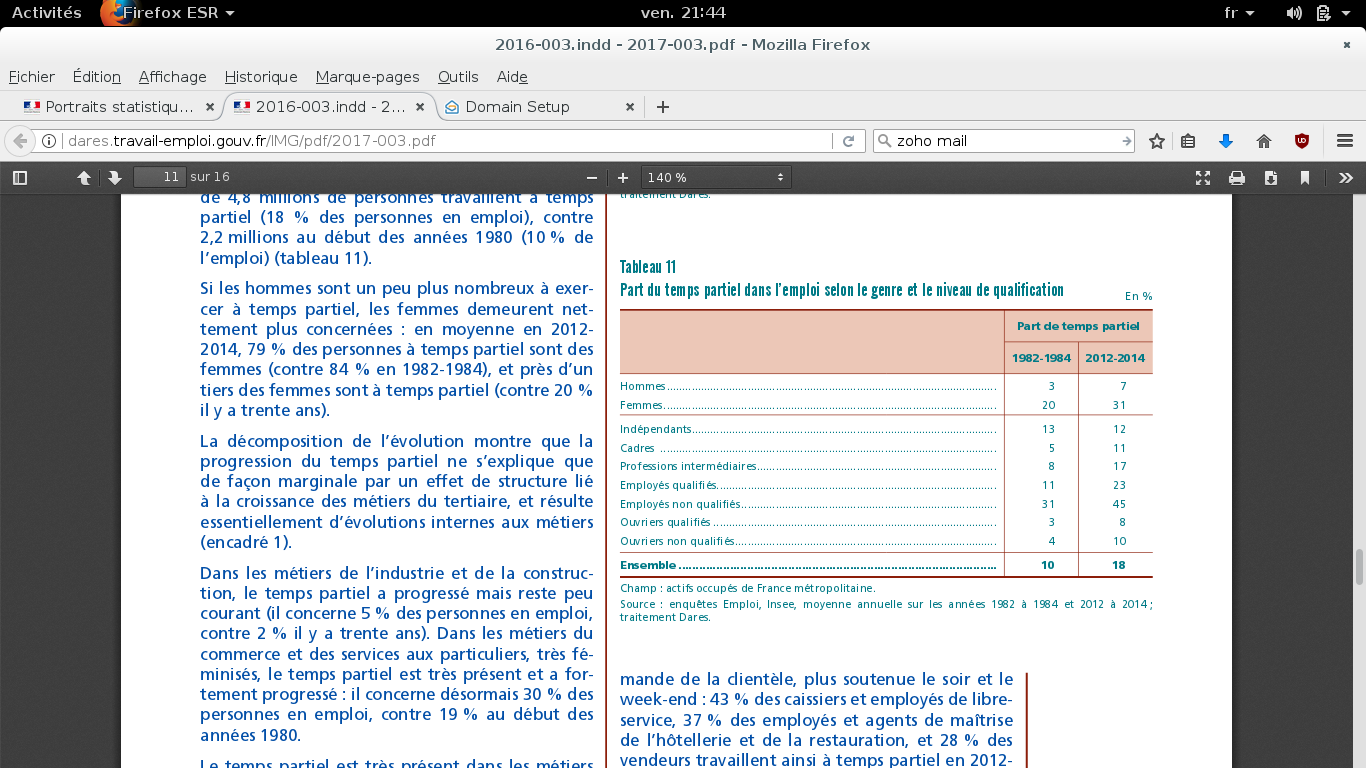 Activités Firefox ESR ven. 21:44 fr
2016-003.indd - 2017-003.pdf - Mozilla Firefox
Fichier Édition Affichage Historique Marque-pages Outils Aide
Portraits statistiqu… 2016-003.indd - 2… Domain Setup
dares.travail-emploi.gouv.fr/IMG/pdf/2017-003.pdf zoho mail
11 sur 16 140 %
de 4,8 millions de personnes travaillent à temps
partiel (18 % des personnes en emploi), contre
2,2 millions au début des années 1980 (10 % de
l'emploi) (tableau 11).
Si les hommes sont un peu plus nombreux à exer-
cer à temps partiel, les femmes demeurent net-
tement plus concernées : en moyenne en 2012-
2014, 79 % des personnes à temps partiel sont des
femmes (contre 84 % en 1982-1984), et près d'un
tiers des femmes sont à temps partiel (contre 20 %
il y a trente ans).
La décomposition de l'évolution montre que la
progression du temps partiel ne s'explique que
de façon marginale par un effet de structure lié
à la croissance des métiers du tertiaire, et résulte
essentiellement d'évolutions internes aux métiers
(encadré 1).
Dans les métiers de l'industrie et de la construc-
tion, le temps partiel a progressé mais reste peu
courant (il concerne 5 % des personnes en emploi,
contre 2 % il y a trente ans). Dans les métiers du
commerce et des services aux particuliers, très fé-
minisés, le temps partiel est très présent et a for-
tement progressé : il concerne désormais 30 % des
personnes en emploi, contre 19 % au début des
années 1980.
Le temps partiel est très présent dans les métiers
traitement Dares.
Tableau 11
Part du temps partiel dans l'emploi selon le genre et le niveau de qualification
En %
Part de temps partiel
1982-1984 2012-2014
Hommes 3 7
Femmes 20 31
Indépendants 13 12
Cadres 5 11
Professions intermédiaires 8 17
Employés qualifiés 11 23
Employés non qualifiés 31 45
Ouvriers qualifiés 3 8
Ouvriers non qualifiés 4 10
Ensemble 10 18
Champ : actifs occupés de France métropolitaine.
Source : enquêtes Emploi, Insee, moyenne annuelle sur les années 1982 à 1984 et 2012 à 2014 ;
traitement Dares.
mande de la clientèle, plus soutenue le soir et le
week-end : 43 % des caissiers et employés de libre-
service, 37 % des employés et agents de maîtrise
de l'hôtellerie et de la restauration, et 28 % des
vendeurs travaillent ainsi à temps partiel en 2012-